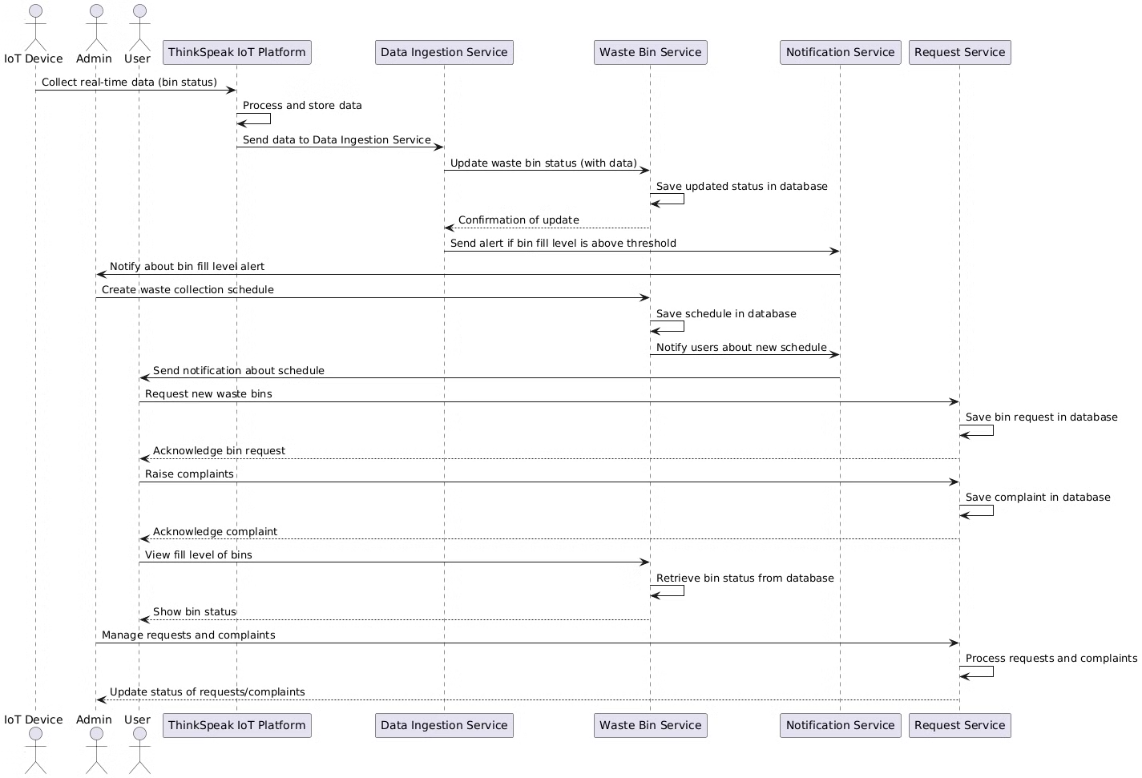 IoT Device Admin User ThinkSpeak IoT Platform Data Ingestion Service Waste Bin Service Notification Service Request Service
Collect real-time data (bin status)
Process and store data
Send data to Data Ingestion Service
Update waste bin status (with data)
Save updated status in database
Confirmation of update
Send alert if bin fill level is above threshold
Notify about bin fill level alert
Create waste collection schedule
Save schedule in database
Notify users about new schedule
Send notification about schedule
Request new waste bins
Save bin request in database
Acknowledge bin request
Raise complaints
Save complaint in database
Acknowledge complaint
View fill level of bins
Retrieve bin status from database
Show bin status
Manage requests and complaints
Process requests and complaints
Update status of requests/complaints
IoT Device Admin User ThinkSpeak IoT Platform Data Ingestion Service Waste Bin Service Notification Service Request Service